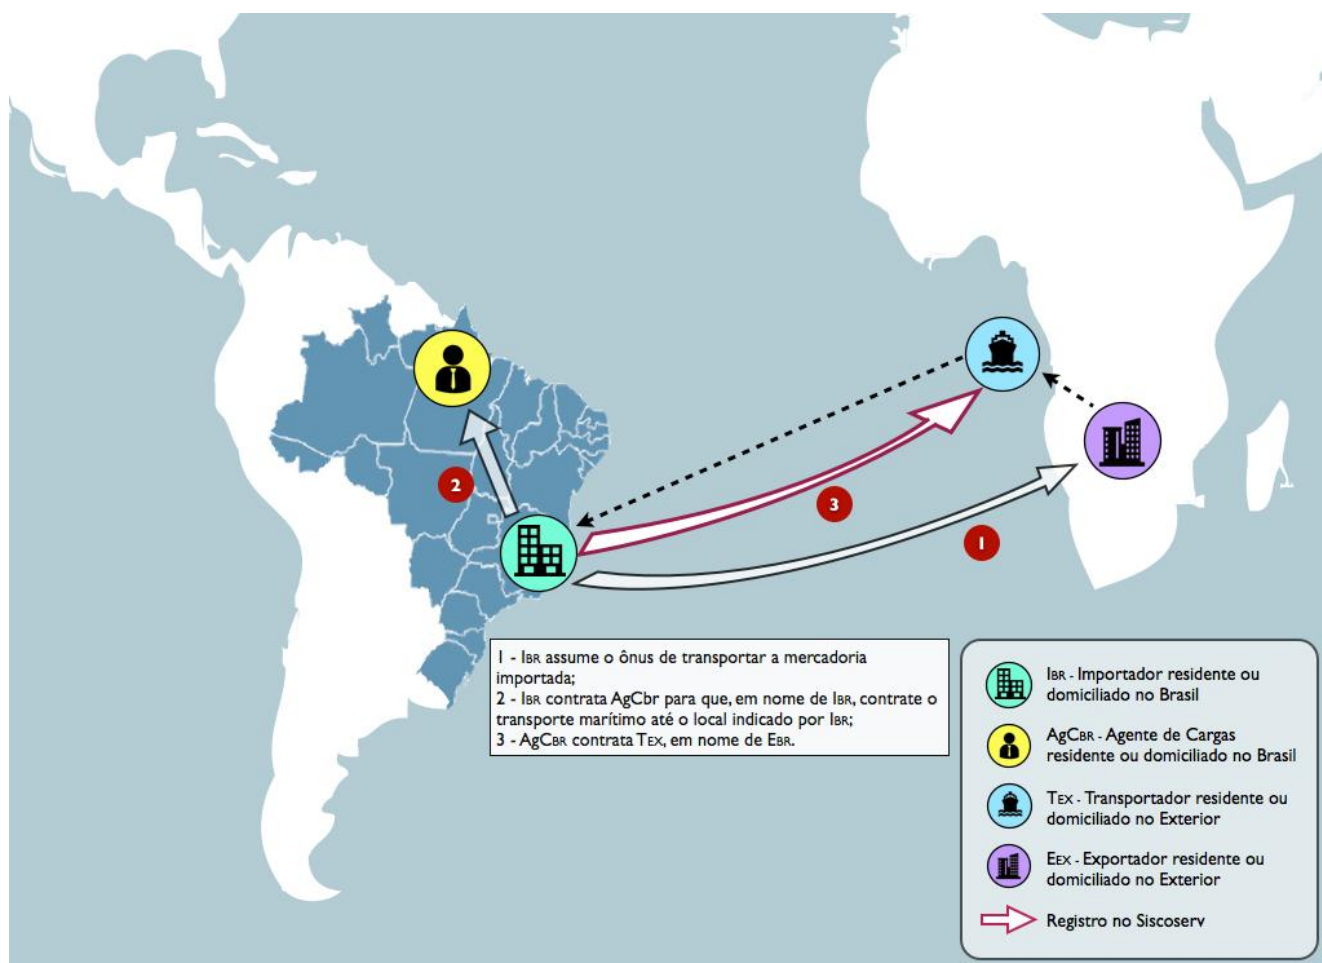 2
3
1
1 - IBR assume o ônus de transportar a mercadoria
importada;
2 - IBR contrata AgCbr para que, em nome de IBR, contrate o
transporte marítimo até o local indicado por IBR;
3 - AgCBR contrata TEX, em nome de EBR.
IBR - Importador residente ou
domiciliado no Brasil
AgCBR - Agente de Cargas
residente ou domiciliado no Brasil
TEX - Transportador residente ou
domiciliado no Exterior
EEX - Exportador residente ou
domiciliado no Exterior
Registro no Siscoserv